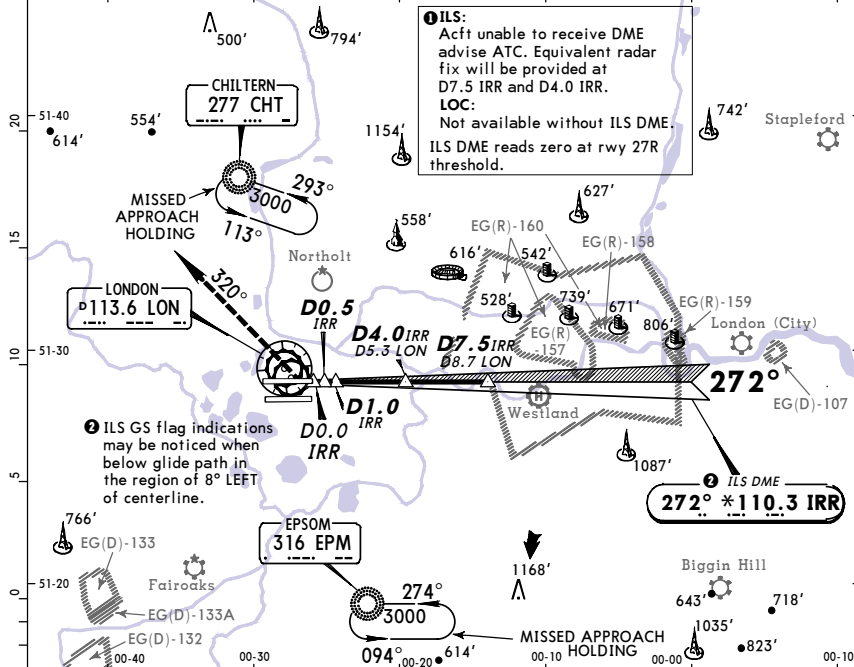 500'
794'
❶ ILS:
Acft unable to receive DME
advise ATC. Equivalent radar
fix will be provided at
D7.5 IRR and D4.0 IRR.
LOC:
Not available without ILS DME.
ILS DME reads zero at rwy 27R
threshold.
CHILTERN
277 CHT
20
51-40
614'
554'
1154'
742'
Stapleford
MISSED
APPROACH
HOLDING
293°
3000
113°
627'
558'
15
Northolt
616'
EG(R)-160
542'
EG(R)-158
320°
LONDON
D113.6 LON
D0.5
IRR
528'
739'
671'
EG(R)-159
806'
London (City)
D4.0 IRR
D5.3 LON
D7.5 IRR
D8.7 LON
EG(R)
-157
10
51-30
272°
EG(D)-107
D1.0
IRR
D0.0
IRR
H
Westland
❷ ILS GS flag indications
may be noticed when
below glide path in
the region of 8° LEFT
of centerline.
1087'
5
❷ ILS DME
272° *110.3 IRR
766'
EG(D)-133
EPSOM
316 EPM
1168'
Biggin Hill
0
51-20
Fairoaks
274°
3000
643'
718'
EG(D)-133A
EG(D)-132
094°
MISSED APPROACH
HOLDING
1035'
823'
614'
00-40
00-30
00-20
00-10
00-00
00-10